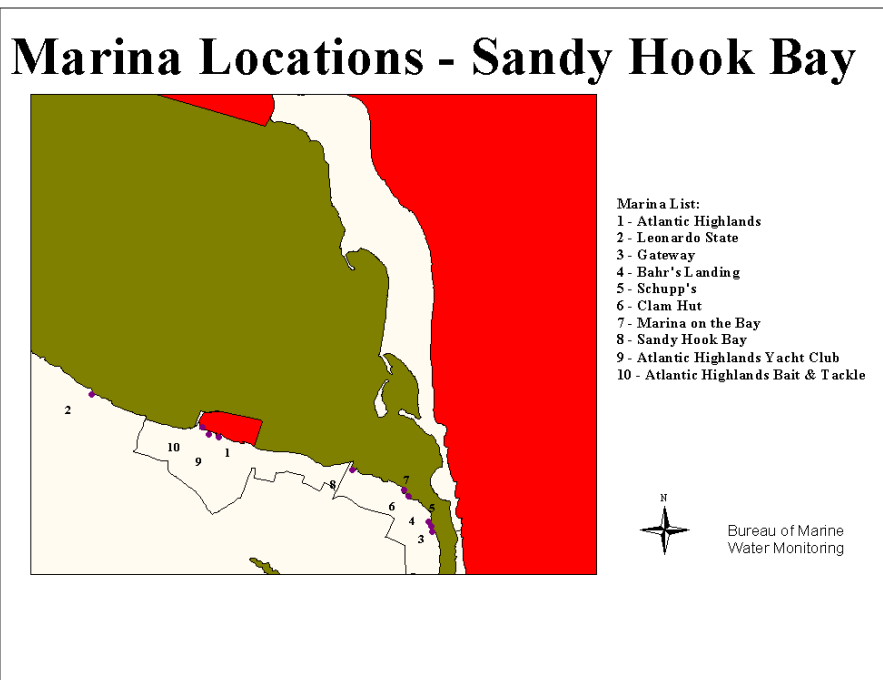 Marina Locations - Sandy Hook Bay
Marina List:
1 - Atlantic Highlands
2 - Leonardo State
3 - Gateway
4 - Bahr's Landing
5 - Schupp's
6 - Clam Hut
7 - Marina on the Bay
8 - Sandy Hook Bay
9 - Atlantic Highlands Yacht Club
10 - Atlantic Highlands Bait & Tackle
2
10
1
9
8
7
6
5
4
3
N
Bureau of Marine
Water Monitoring